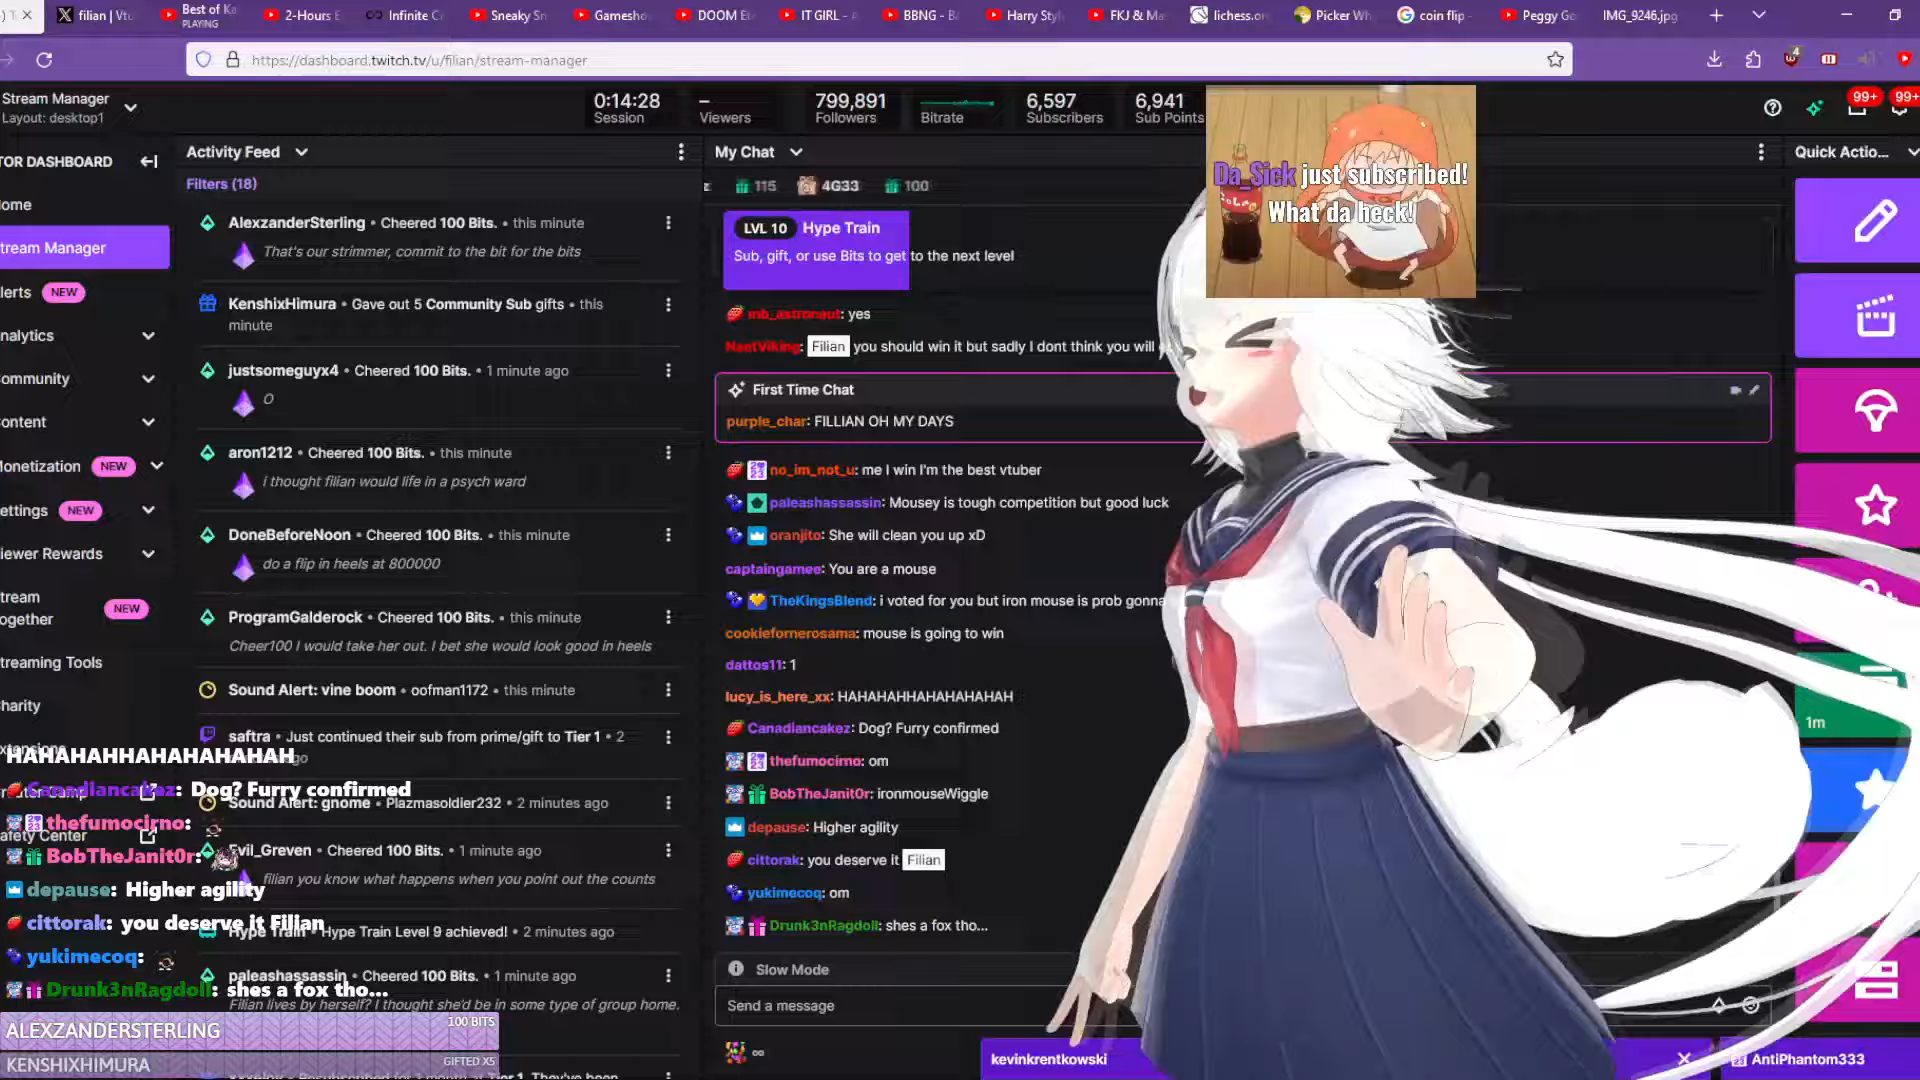 filian | T
Best of K
PLAYING
2-Hours E
Infinite C
Sneaky Sn
Gamesho
DOOM Et
IT GIRL - 
BBNG - B
Harry Styl
FKJ & Ma
lichess.or
Picker Wh
coin flip -
Peggy Go
IMG_9246.jpg
https://dashboard.twitch.tv/u/filian/stream-manager
4
Stream Manager
Layout: desktop1
0:14:28
Session
–
Viewers
799,891
Followers
Bitrate
6,597
Subscribers
6,941
Sub Points
99+
99+
TOR DASHBOARD
ome
tream Manager
lerts NEW
nalytics
ommunity
ontent
onetization NEW
ettings NEW
iewer Rewards
tream
ogether NEW
treaming Tools
harity
Activity Feed
Filters (18)
AlexzanderSterling • Cheered 100 Bits. • this minute
That's our strimmer, commit to the bit for the bits
KenshixHimura • Gave out 5 Community Sub gifts • this
minute
justsomeguyx4 • Cheered 100 Bits. • 1 minute ago
O
aron1212 • Cheered 100 Bits. • this minute
i thought filian would life in a psych ward
DoneBeforeNoon • Cheered 100 Bits. • this minute
do a flip in heels at 800000
ProgramGalderock • Cheered 100 Bits. • this minute
Cheer100 I would take her out. I bet she would look good in heels
Sound Alert: vine boom • oofman1172 • this minute
saftra • Just continued their sub from prime/gift to Tier 1 • 2
Sound Alert: gnome • Plazmasoldier232 • 2 minutes ago
Evil_Greven • Cheered 100 Bits. • 1 minute ago
filian you know what happens when you point out the counts
Hype Train • Hype Train Level 9 achieved! • 2 minutes ago
paleashassassin • Cheered 100 Bits. • 1 minute ago
Filian lives by herself? I thought she'd be in some type of group home.
My Chat
115
4G33
100
LVL 10 Hype Train
Sub, gift, or use Bits to get to the next level
mb_astronaut: yes
NaetViking: Filian you should win it but sadly I dont think you will
First Time Chat
purple_char: FILLIAN OH MY DAYS
no_im_not_u: me I win I'm the best vtuber
paleashassassin: Mousey is tough competition but good luck
oranjito: She will clean you up xD
captaingamee: You are a mouse
TheKingsBlend: i voted for you but iron mouse is prob gonna
cookiefornerosama: mouse is going to win
dattos11: 1
lucy_is_here_xx: HAHAHAHHAHAHAHAHAH
Canadiancakez: Dog? Furry confirmed
thefumocirno: om
BobTheJanit0r: ironmouseWiggle
depause: Higher agility
cittorak: you deserve it Filian
yukimecoq: om
Drunk3nRagdoll: shes a fox tho...
Slow Mode
Send a message
∞
kevinkrentkowski
AntiPhantom333
Da_Sick just subscribed!
What da heck!
Quick Actio...
1m
HAHAHAHHAHAHAHAHAH
Canadiancakez: Dog? Furry confirmed
thefumocirno:
BobTheJanit0r:
depause: Higher agility
cittorak: you deserve it Filian
yukimecoq:
Drunk3nRagdoll: shes a fox tho...
ALEXZANDERSTERLING 100 BITS
KENSHIXHIMURA GIFTED X5